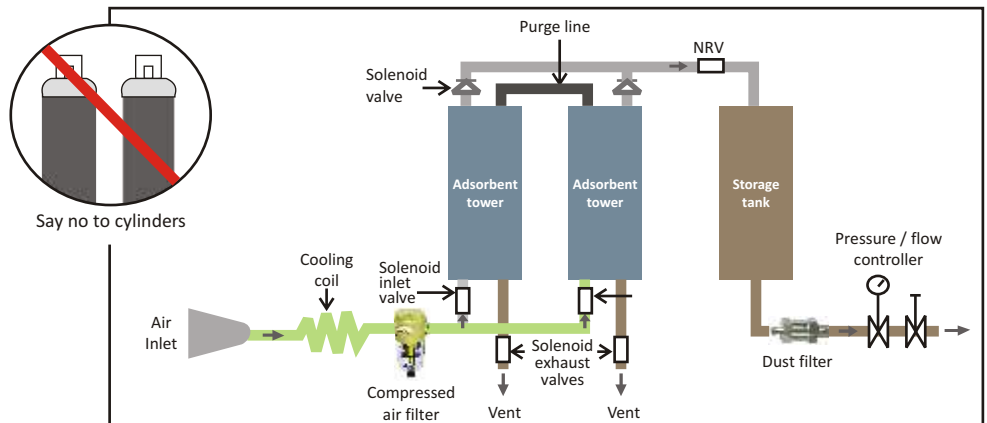 Purge line
NRV
Solenoid
valve
Adsorbent
tower
Adsorbent
tower
Storage
tank
Say no to cylinders
Pressure / flow
controller
Cooling
coil
Solenoid
inlet
valve
Air
Inlet
Compressed
air filter
Solenoid
exhaust
valves
Dust filter
Vent
Vent